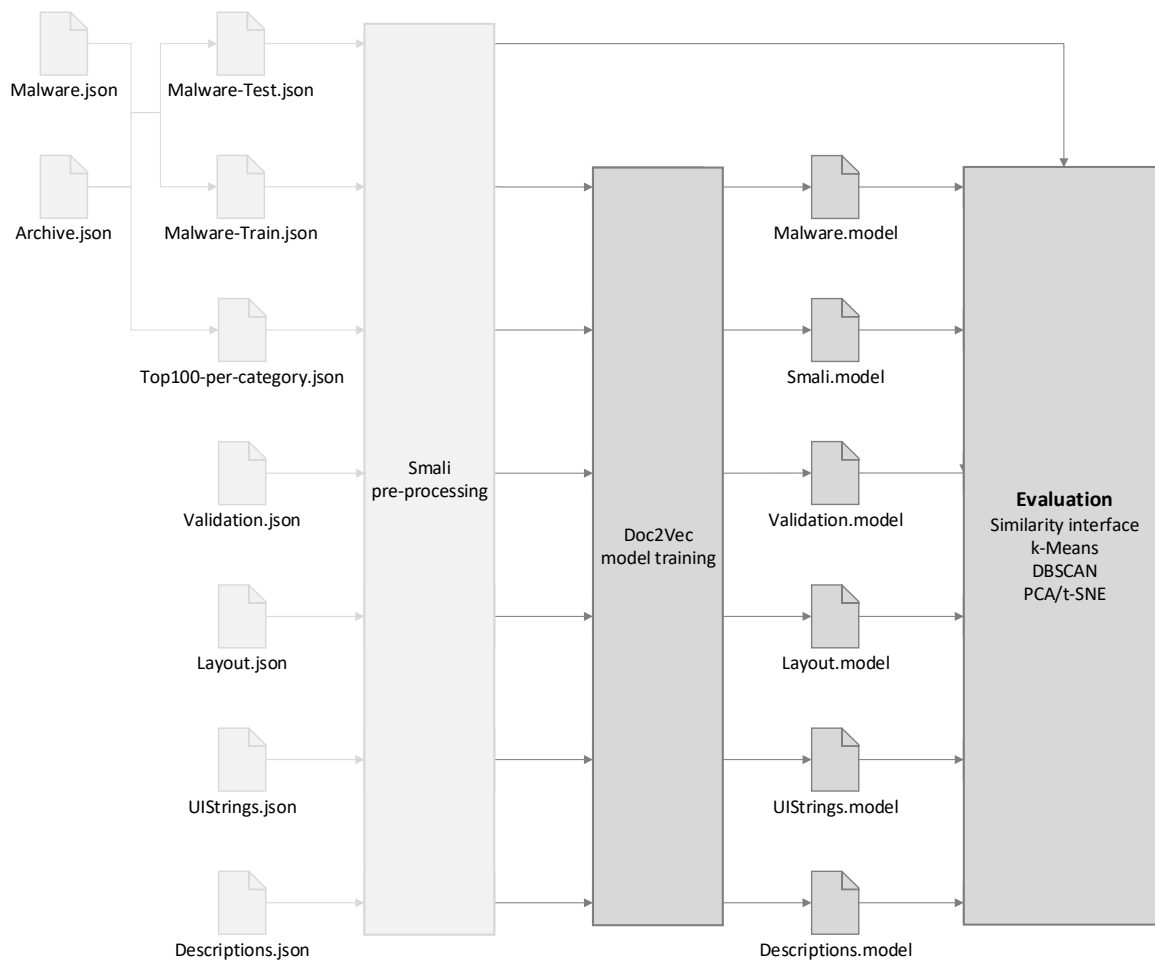 Malware.json
Malware-Test.json
Archive.json
Malware-Train.json
Malware.model
Top100-per-category.json
Smali.model
Smali
pre-processing
Validation.json
Validation.model
Doc2Vec
model training
Evaluation
Similarity interface
k-Means
DBSCAN
PCA/t-SNE
Layout.json
Layout.model
UIStrings.json
UIStrings.model
Descriptions.json
Descriptions.model